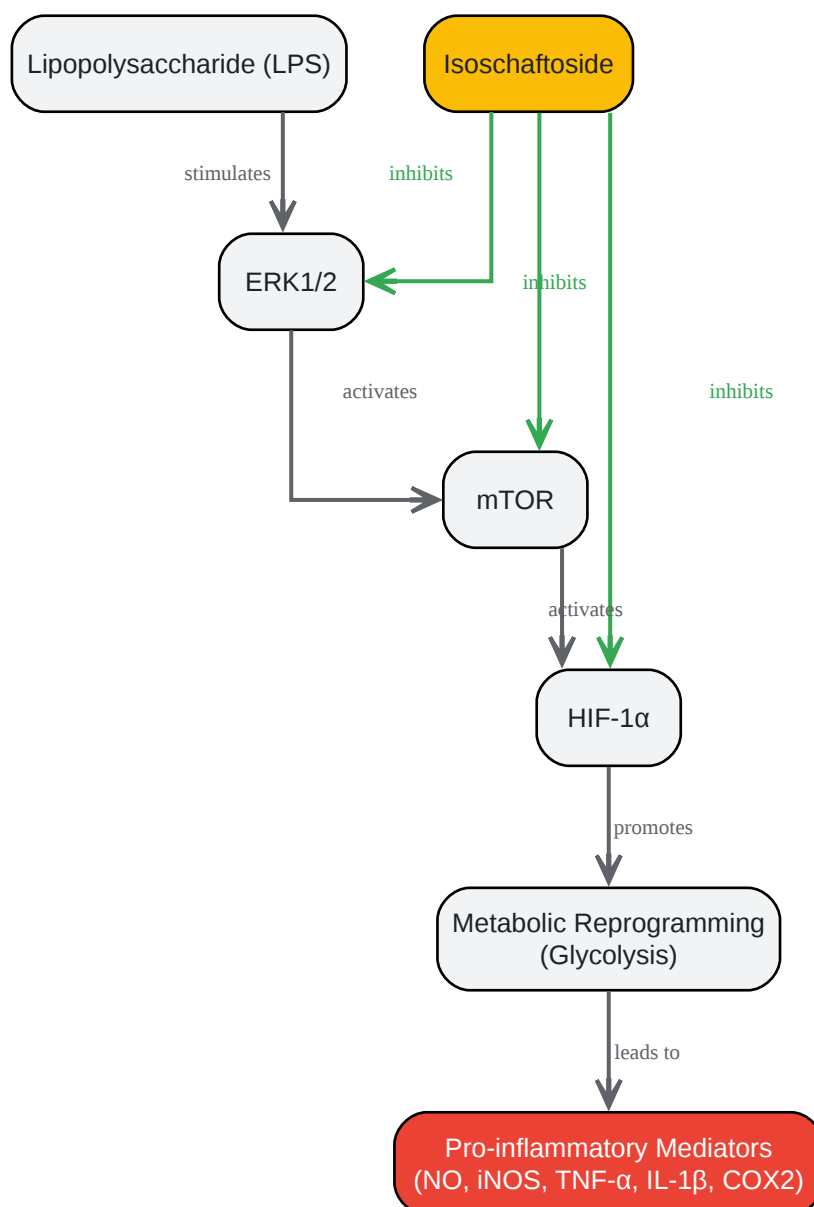 Lipopolysaccharide (LPS)
Isoschaftoside
stimulates
inhibits
ERK1/2
inhibits
activates
inhibits
mTOR
activates
HIF-1α
promotes
Metabolic Reprogramming
(Glycolysis)
leads to
Pro-inflammatory Mediators
(NO, iNOS, TNF-α, IL-1β, COX2)